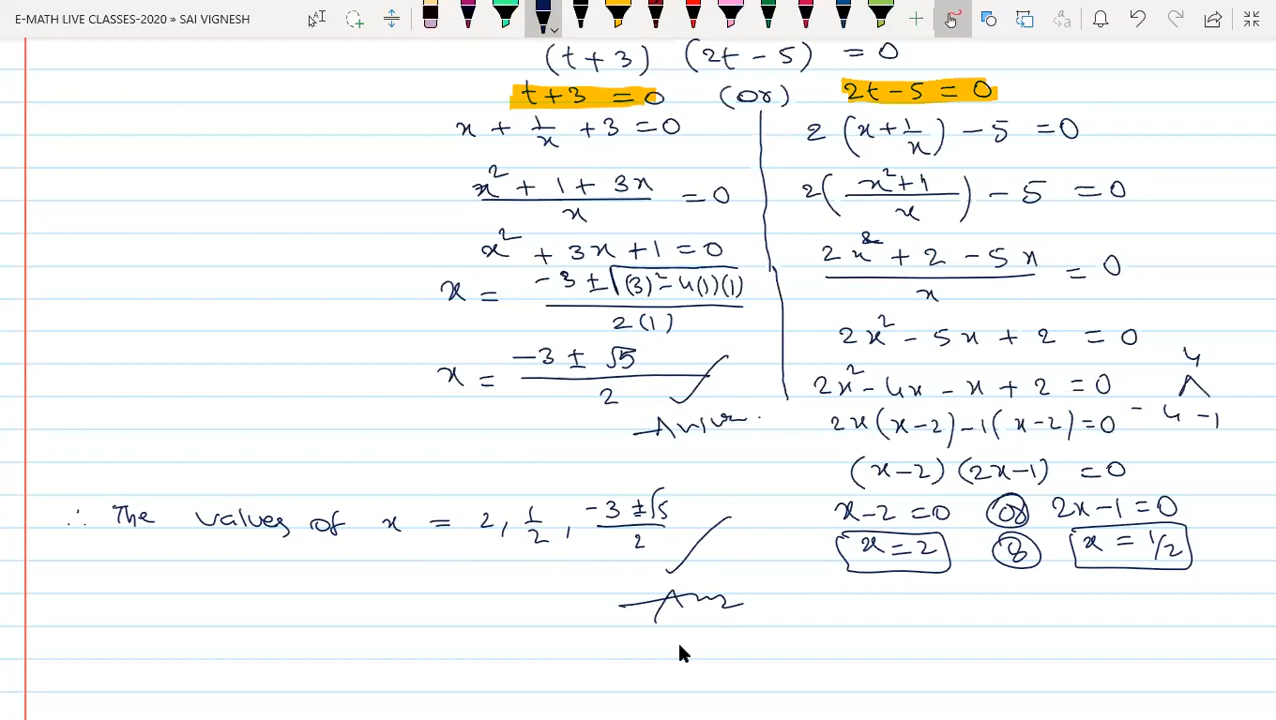 E-MATH LIVE CLASSES-2020 » SAI VIGNESH
(t+3) (2t-5) = 0
t+3 = 0 (Or) 2t-5 = 0
x + 1/x + 3 = 0
(x² + 1 + 3x)/x = 0
x² + 3x + 1 = 0
x = (-3 ± √((3)² - 4(1)(1)))/2(1)
x = (-3 ± √5)/2
Answer.
2(x + 1/x) - 5 = 0
2((x²+1)/x) - 5 = 0
(2x² + 2 - 5x)/x = 0
2x² - 5x + 2 = 0
2x² - 4x - x + 2 = 0
4
-4 -1
2x(x-2) -1(x-2) = 0
(x-2) (2x-1) = 0
x-2 = 0 or 2x-1 = 0
x = 2 & x = 1/2
∴ The values of x = 2, 1/2, (-3 ± √5)/2
Ans